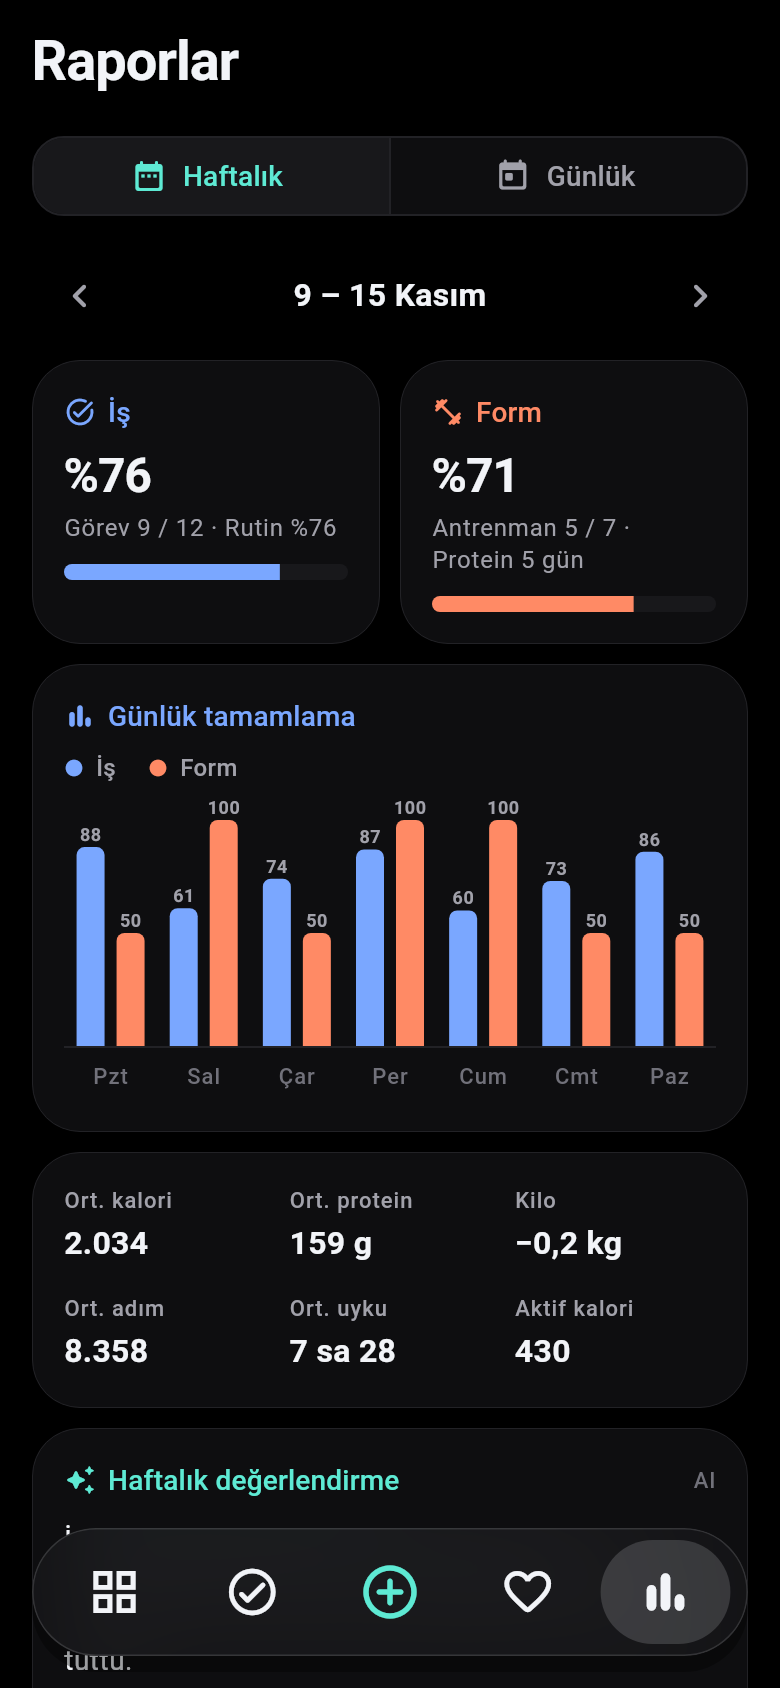 Raporlar
Haftalık
Günlük
9 – 15 Kasım
İş
%76
Görev 9 / 12 · Rutin %76
Form
%71
Antrenman 5 / 7 ·
Protein 5 gün
Günlük tamamlama
İş
Form
88
50
61
100
74
50
87
100
60
100
73
50
86
50
Pzt
Sal
Çar
Per
Cum
Cmt
Paz
Ort. kalori
2.034
Ort. protein
159 g
Kilo
−0,2 kg
Ort. adım
8.358
Ort. uyku
7 sa 28
Aktif kalori
430
Haftalık değerlendirme
AI
tuttu.